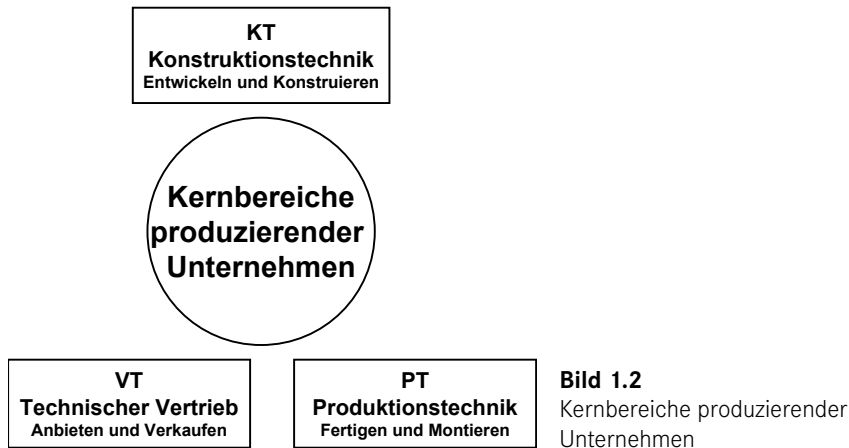 KT
Konstruktionstechnik
Entwickeln und Konstruieren
Kernbereiche
produzierender
Unternehmen
VT
Technischer Vertrieb
Anbieten und Verkaufen
PT
Produktionstechnik
Fertigen und Montieren
Bild 1.2
Kernbereiche produzierender
Unternehmen